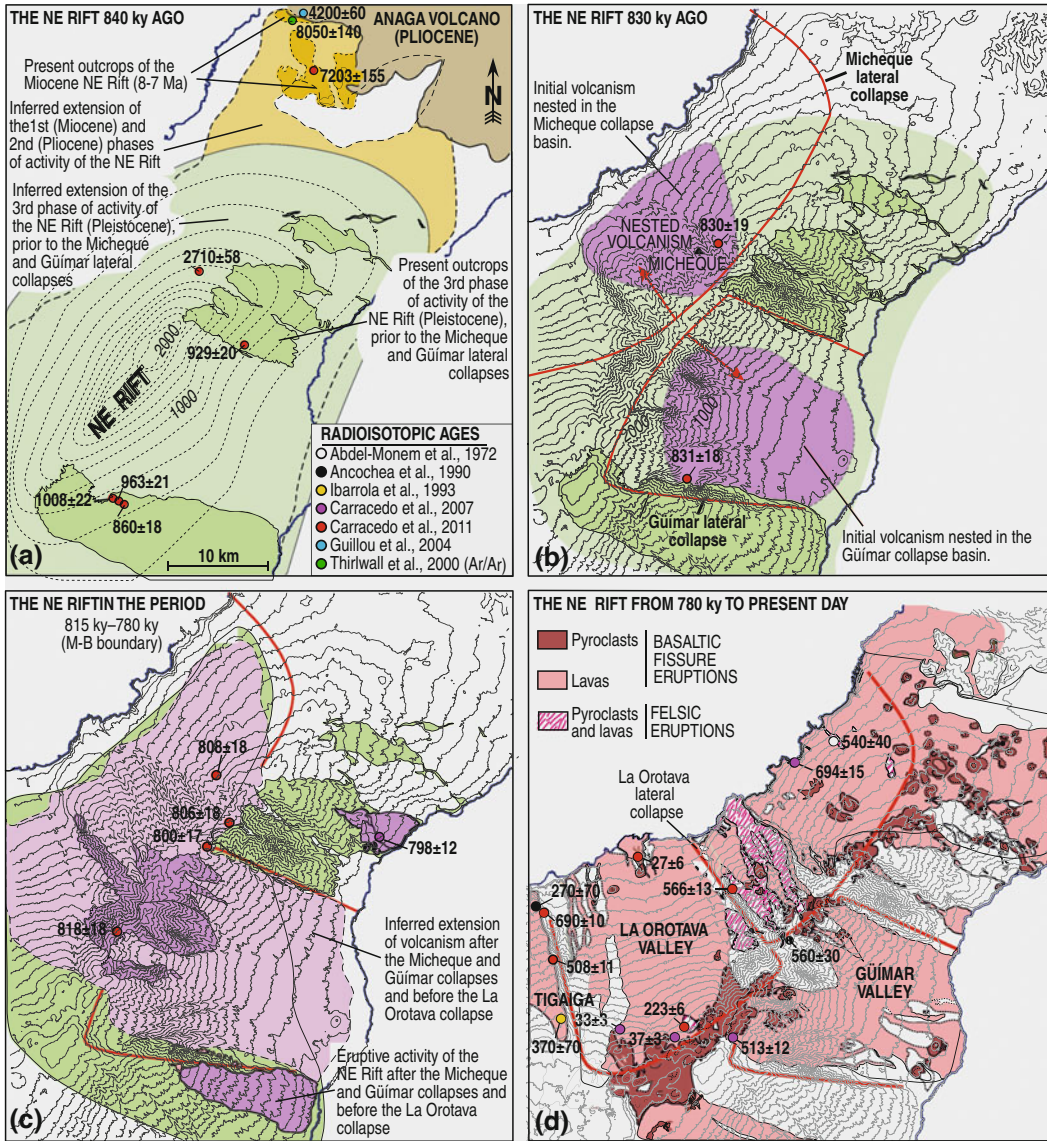 THE NE RIFT 840 ky AGO
4200±60
8050±140
ANAGA VOLCANO
(PLIOCENE)
Present outcrops of the
Miocene NE Rift (8-7 Ma)
7203±155
N
Inferred extension of
the1st (Miocene) and
2nd (Pliocene) phases
of activity of the NE Rift
Inferred extension of the
3rd phase of activity of
the NE Rift (Pleistocene),
prior to the Micheque
and Güímar lateral
collapses
2710±58
Present outcrops
of the 3rd phase
of activity of the
NE Rift (Pleistocene),
prior to the Micheque
and Güímar lateral
collapses
2000
929±20
NE RIFT
1000
963±21
1008±22
860±18
RADIOISOTOPIC AGES
Abdel-Monem et al., 1972
Ancochea et al., 1990
Ibarrola et al., 1993
Carracedo et al., 2007
Carracedo et al., 2011
Guillou et al., 2004
Thirlwall et al., 2000 (Ar/Ar)
(a)
10 km
THE NE RIFT 830 ky AGO
Micheque
lateral
collapse
Initial volcanism
nested in the
Micheque collapse
basin.
NESTED
VOLCANISM
830±19
MICHEQUE
1000
831±18
Güímar lateral
collapse
Initial volcanism nested in the
Güímar collapse basin.
(b)
THE NE RIFTIN THE PERIOD
815 ky–780 ky
(M-B boundary)
808±18
806±18
800±17
798±12
818±18
Inferred extension
of volcanism after
the Micheque and
Güímar collapses
and before the La
Orotava collapse
Eruptive activity of the
NE Rift after the Micheque
and Güímar collapses and
before the La Orotava
collapse
(c)
THE NE RIFT FROM 780 ky TO PRESENT DAY
Pyroclasts
Lavas
BASALTIC
FISSURE
ERUPTIONS
Pyroclasts
and lavas
FELSIC
ERUPTIONS
540±40
694±15
La Orotava
lateral
collapse
27±6
270±70
566±13
690±10
LA OROTAVA
VALLEY
560±30
GÜÍMAR
VALLEY
508±11
TIGAIGA
33±3
223±6
37±3
513±12
370±70
(d)